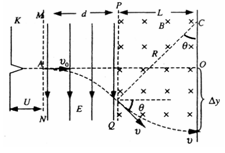 K M d P L
B C
R θ
A v₀ O
U E θ Δy
N Q v v